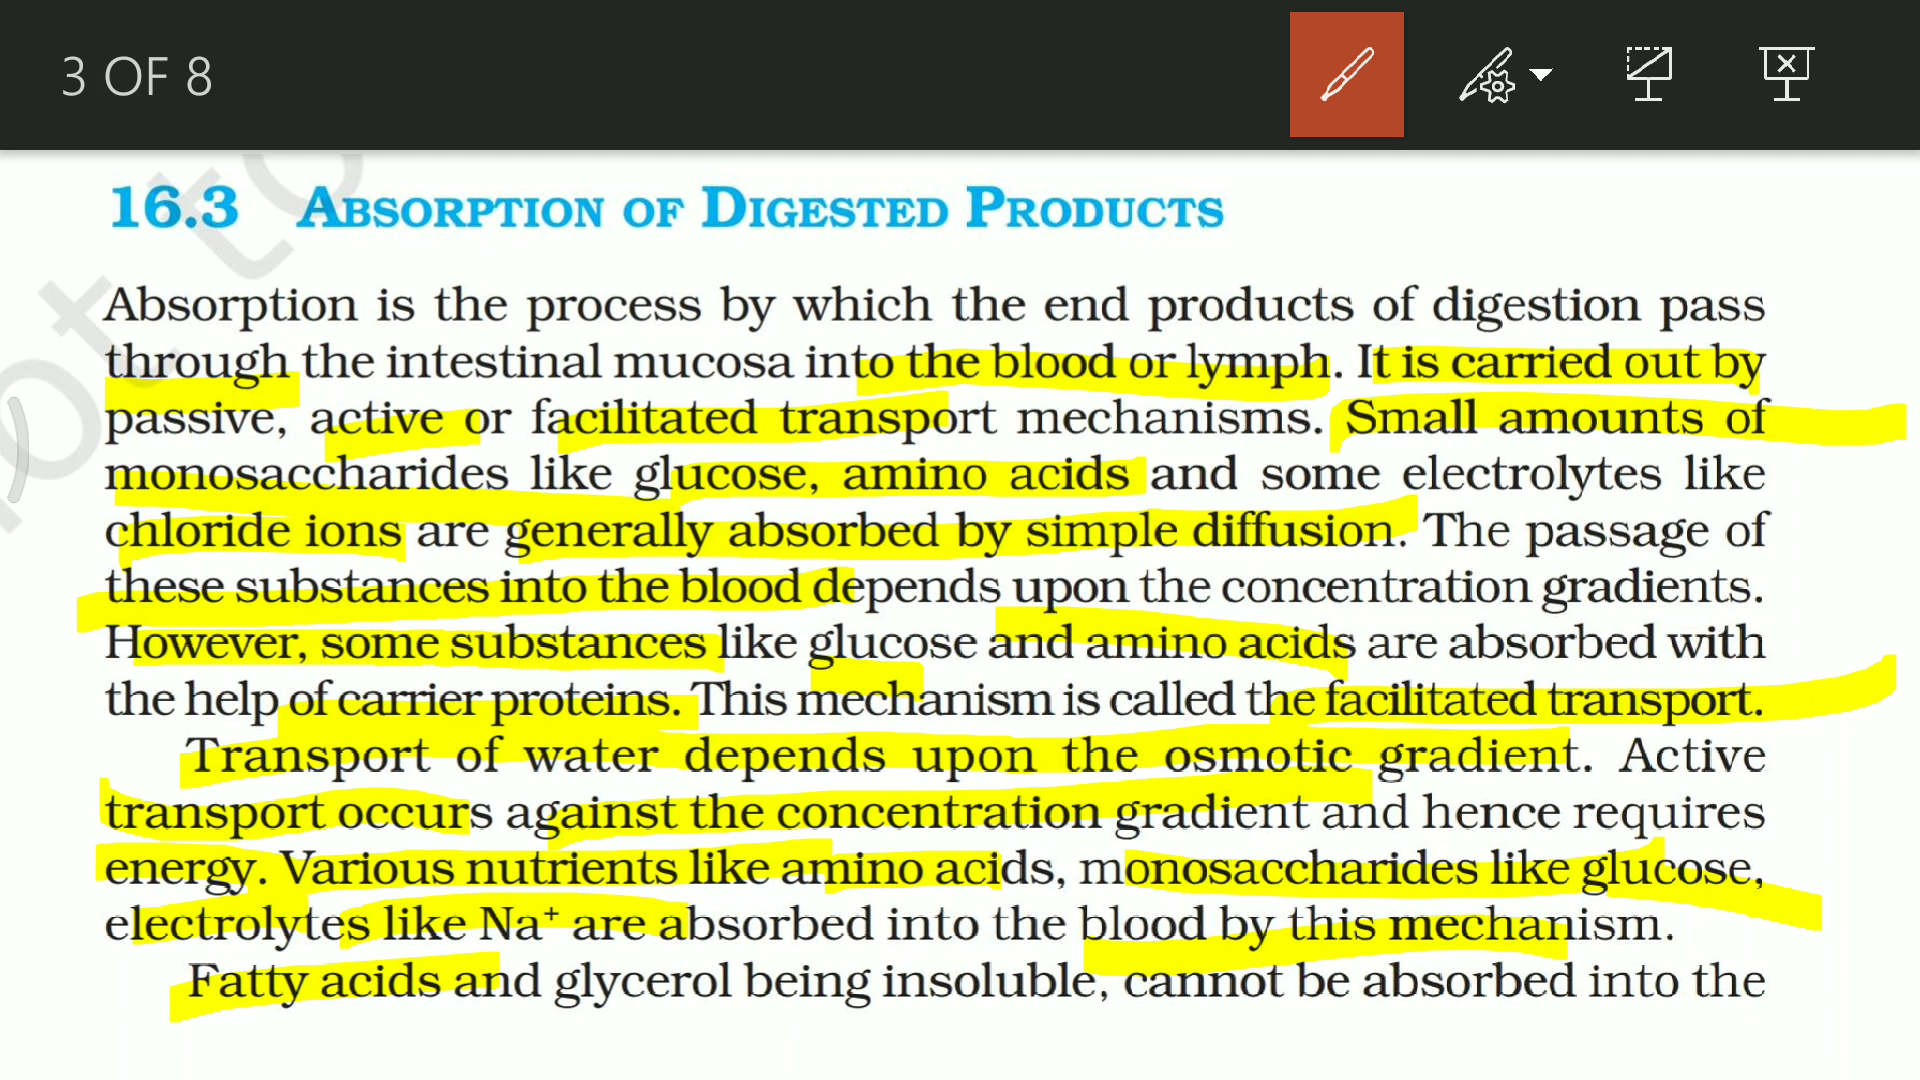 3 OF 8
16.3 ABSORPTION OF DIGESTED PRODUCTS
Absorption is the process by which the end products of digestion pass
through the intestinal mucosa into the blood or lymph. It is carried out by
passive, active or facilitated transport mechanisms. Small amounts of
monosaccharides like glucose, amino acids and some electrolytes like
chloride ions are generally absorbed by simple diffusion. The passage of
these substances into the blood depends upon the concentration gradients.
However, some substances like glucose and amino acids are absorbed with
the help of carrier proteins. This mechanism is called the facilitated transport.
Transport of water depends upon the osmotic gradient. Active
transport occurs against the concentration gradient and hence requires
energy. Various nutrients like amino acids, monosaccharides like glucose,
electrolytes like Na⁺ are absorbed into the blood by this mechanism.
Fatty acids and glycerol being insoluble, cannot be absorbed into the